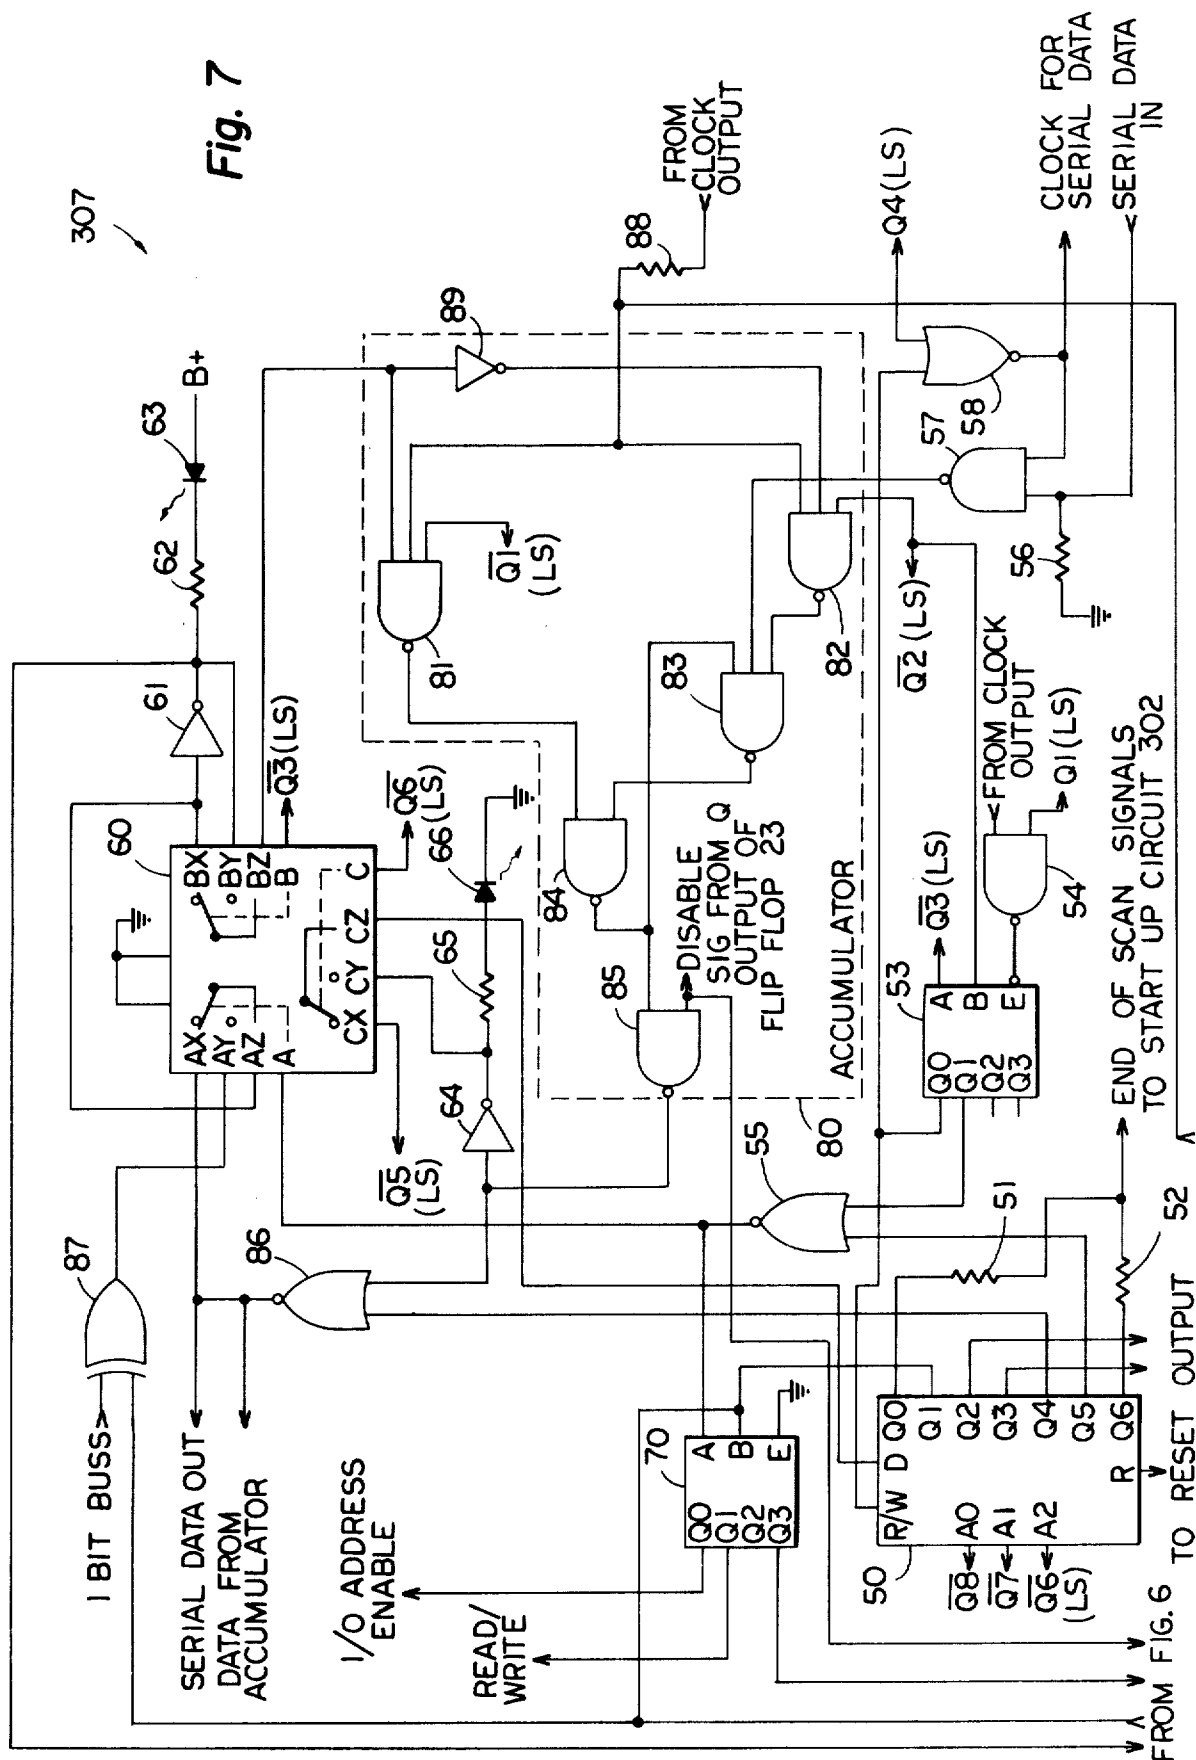 Fig. 7
307
1 BIT BUSS
87
SERIAL DATA OUT
DATA FROM
ACCUMULATOR
86
I/O ADDRESS
ENABLE
READ/
WRITE
60
AX
AY
AZ
A
BX
BY
BZ
B
CX
CY
CZ
C
61
62
63
B+
Q3(LS)
Q5
(LS)
Q6
(LS)
64
65
66
89
81
Q1
(LS)
84
83
82
85
DISABLE
SIG FROM Q
OUTPUT OF
FLIP FLOP 23
ACCUMULATOR
80
88
FROM
CLOCK
OUTPUT
Q4(LS)
57
58
56
CLOCK FOR
SERIAL DATA
SERIAL DATA
IN
Q2 (LS)
FROM CLOCK
OUTPUT
Q1(LS)
54
53
Q3(LS)
Q0
Q1
Q2
Q3
A
B
E
55
51
52
END OF SCAN SIGNALS
TO START UP CIRCUIT 302
70
Q0
Q1
Q2
Q3
A
B
E
50
R/W
D
Q0
Q1
Q2
Q3
Q4
Q5
Q6
A0
A1
A2
R
Q8
Q7
Q6
(LS)
TO RESET OUTPUT
FROM FIG. 6